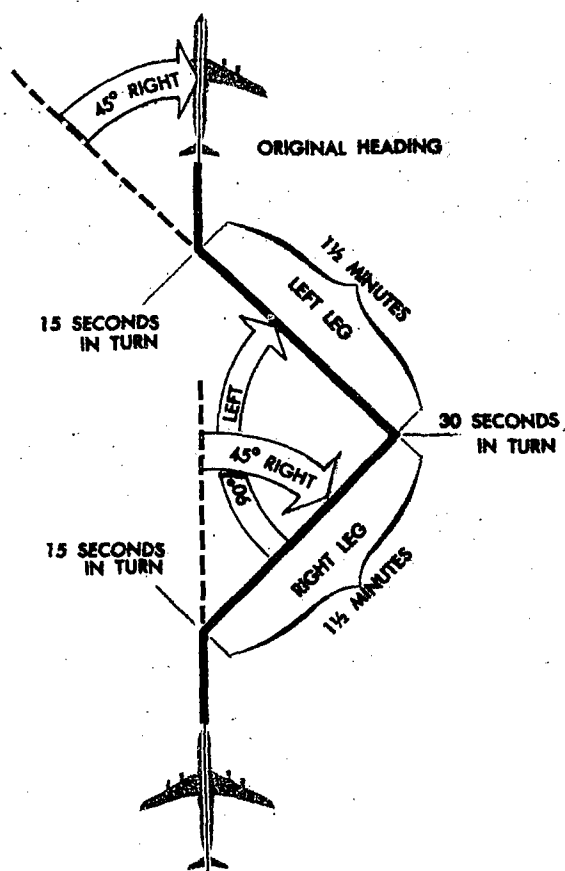 45° RIGHT
ORIGINAL HEADING
1½ MINUTES
LEFT LEG
15 SECONDS
IN TURN
LEFT
30 SECONDS
IN TURN
45° RIGHT
90°
15 SECONDS
IN TURN
RIGHT LEG
1½ MINUTES